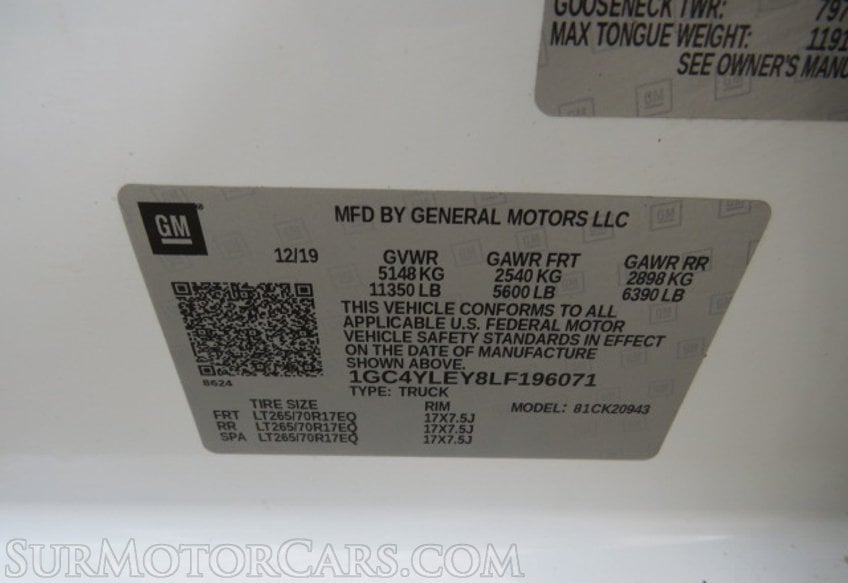 GOOSENECK TWR: 797
MAX TONGUE WEIGHT: 1191
SEE OWNER'S MANU
GM
MFD BY GENERAL MOTORS LLC
12/19 GVWR GAWR FRT GAWR RR
5148 KG 2540 KG 2898 KG
11350 LB 5600 LB 6390 LB
THIS VEHICLE CONFORMS TO ALL
APPLICABLE U.S. FEDERAL MOTOR
VEHICLE SAFETY STANDARDS IN EFFECT
ON THE DATE OF MANUFACTURE
SHOWN ABOVE.
8624
1GC4YLEY8LF196071
TYPE: TRUCK
TIRE SIZE RIM MODEL: 81CK20943
FRT LT265/70R17EQ 17X7.5J
RR LT265/70R17EQ 17X7.5J
SPA LT265/70R17EQ 17X7.5J
SurMotorCars.com